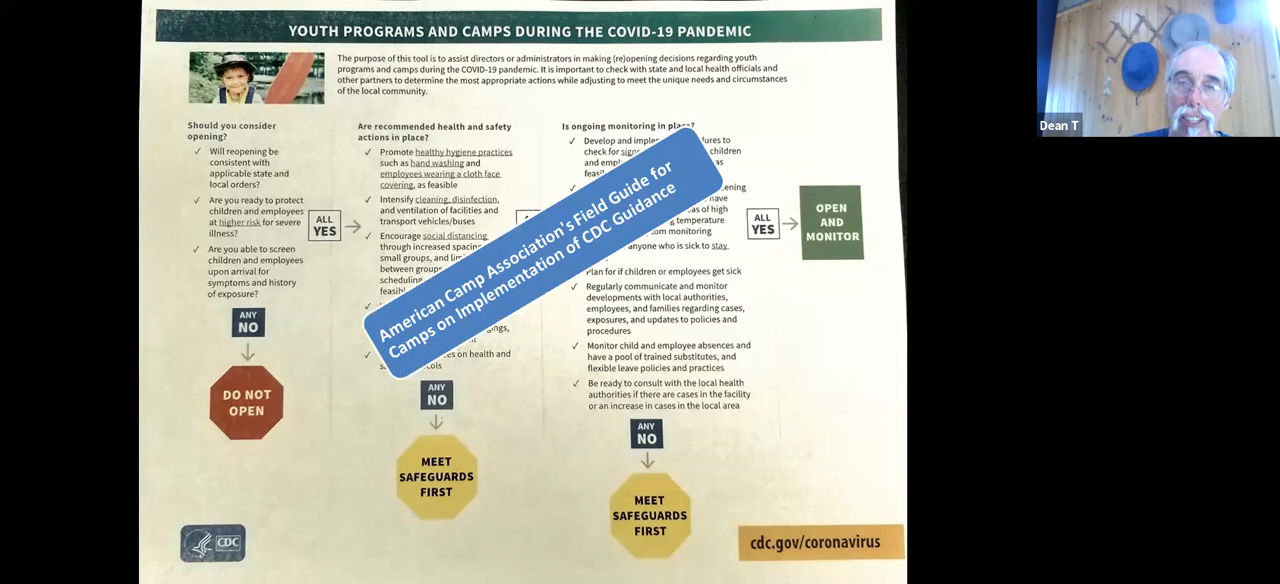 YOUTH PROGRAMS AND CAMPS DURING THE COVID-19 PANDEMIC
The purpose of this tool is to assist directors or administrators in making (re)opening decisions regarding youth
programs and camps during the COVID-19 pandemic. It is important to check with state and local health officials and
other partners to determine the most appropriate actions while adjusting to meet the unique needs and circumstances
of the local community.
Should you consider
opening?
✓ Will reopening be
consistent with
applicable state and
local orders?
✓ Are you ready to protect
children and employees
at higher risk for severe
illness?
✓ Are you able to screen
children and employees
upon arrival for
symptoms and history
of exposure?
ANY
NO
DO NOT
OPEN
ALL
YES
Are recommended health and safety
actions in place?
✓ Promote healthy hygiene practices
such as hand washing and
employees wearing a cloth face
covering, as feasible
✓ Intensify cleaning, disinfection,
and ventilation of facilities and
transport vehicles/buses
✓ Encourage social distancing
through increased
small groups, and
between
scheduling
✓
✓ on health and
ANY
NO
MEET
SAFEGUARDS
FIRST
Is ongoing monitoring in place?
✓ Develop and to
check for children
and as
✓
have
of high
temperature
monitoring
anyone who is sick to stay
Plan for if children or employees get sick
✓ Regularly communicate and monitor
developments with local authorities,
employees, and families regarding cases,
exposures, and updates to policies and
procedures
✓ Monitor child and employee absences and
have a pool of trained substitutes, and
flexible leave policies and practices
✓ Be ready to consult with the local health
authorities if there are cases in the facility
or an increase in cases in the local area
ANY
NO
MEET
SAFEGUARDS
FIRST
ALL
YES
OPEN
AND
MONITOR
American Camp Association's Field Guide for
Camps on Implementation of CDC Guidance
CDC
cdc.gov/coronavirus
Dean T